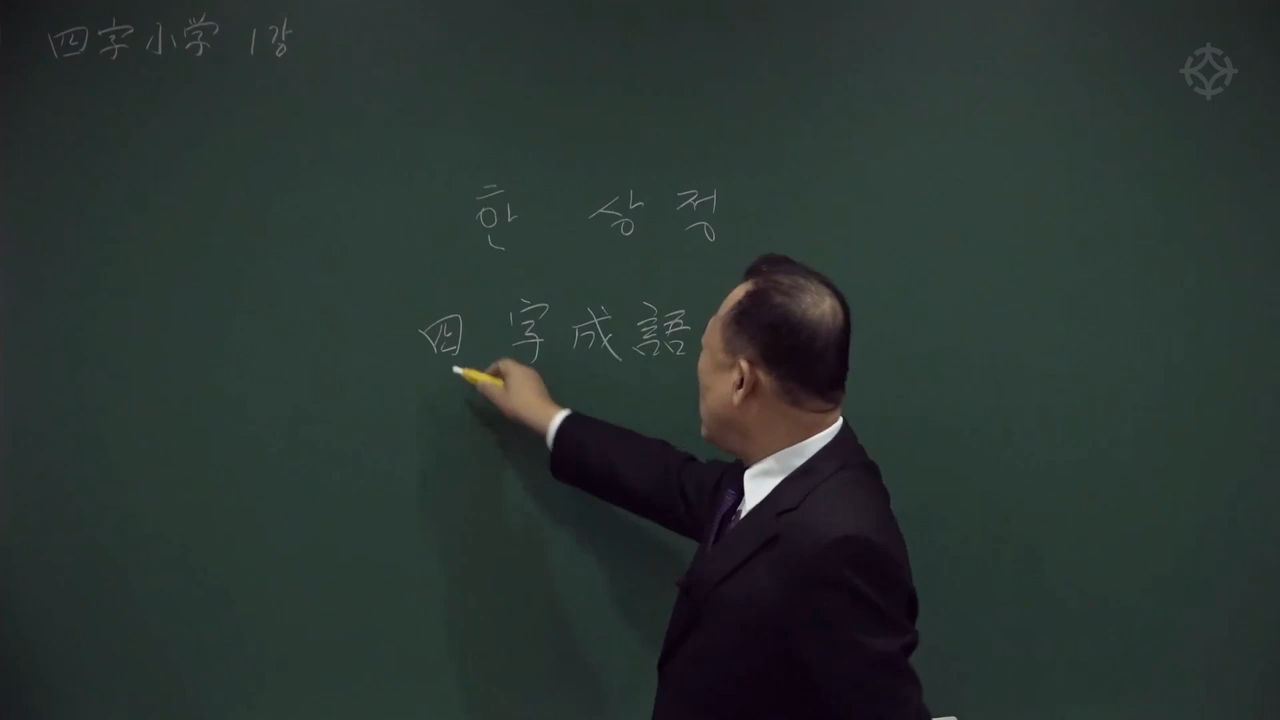 四字小学 1강
한 상정
四字成語